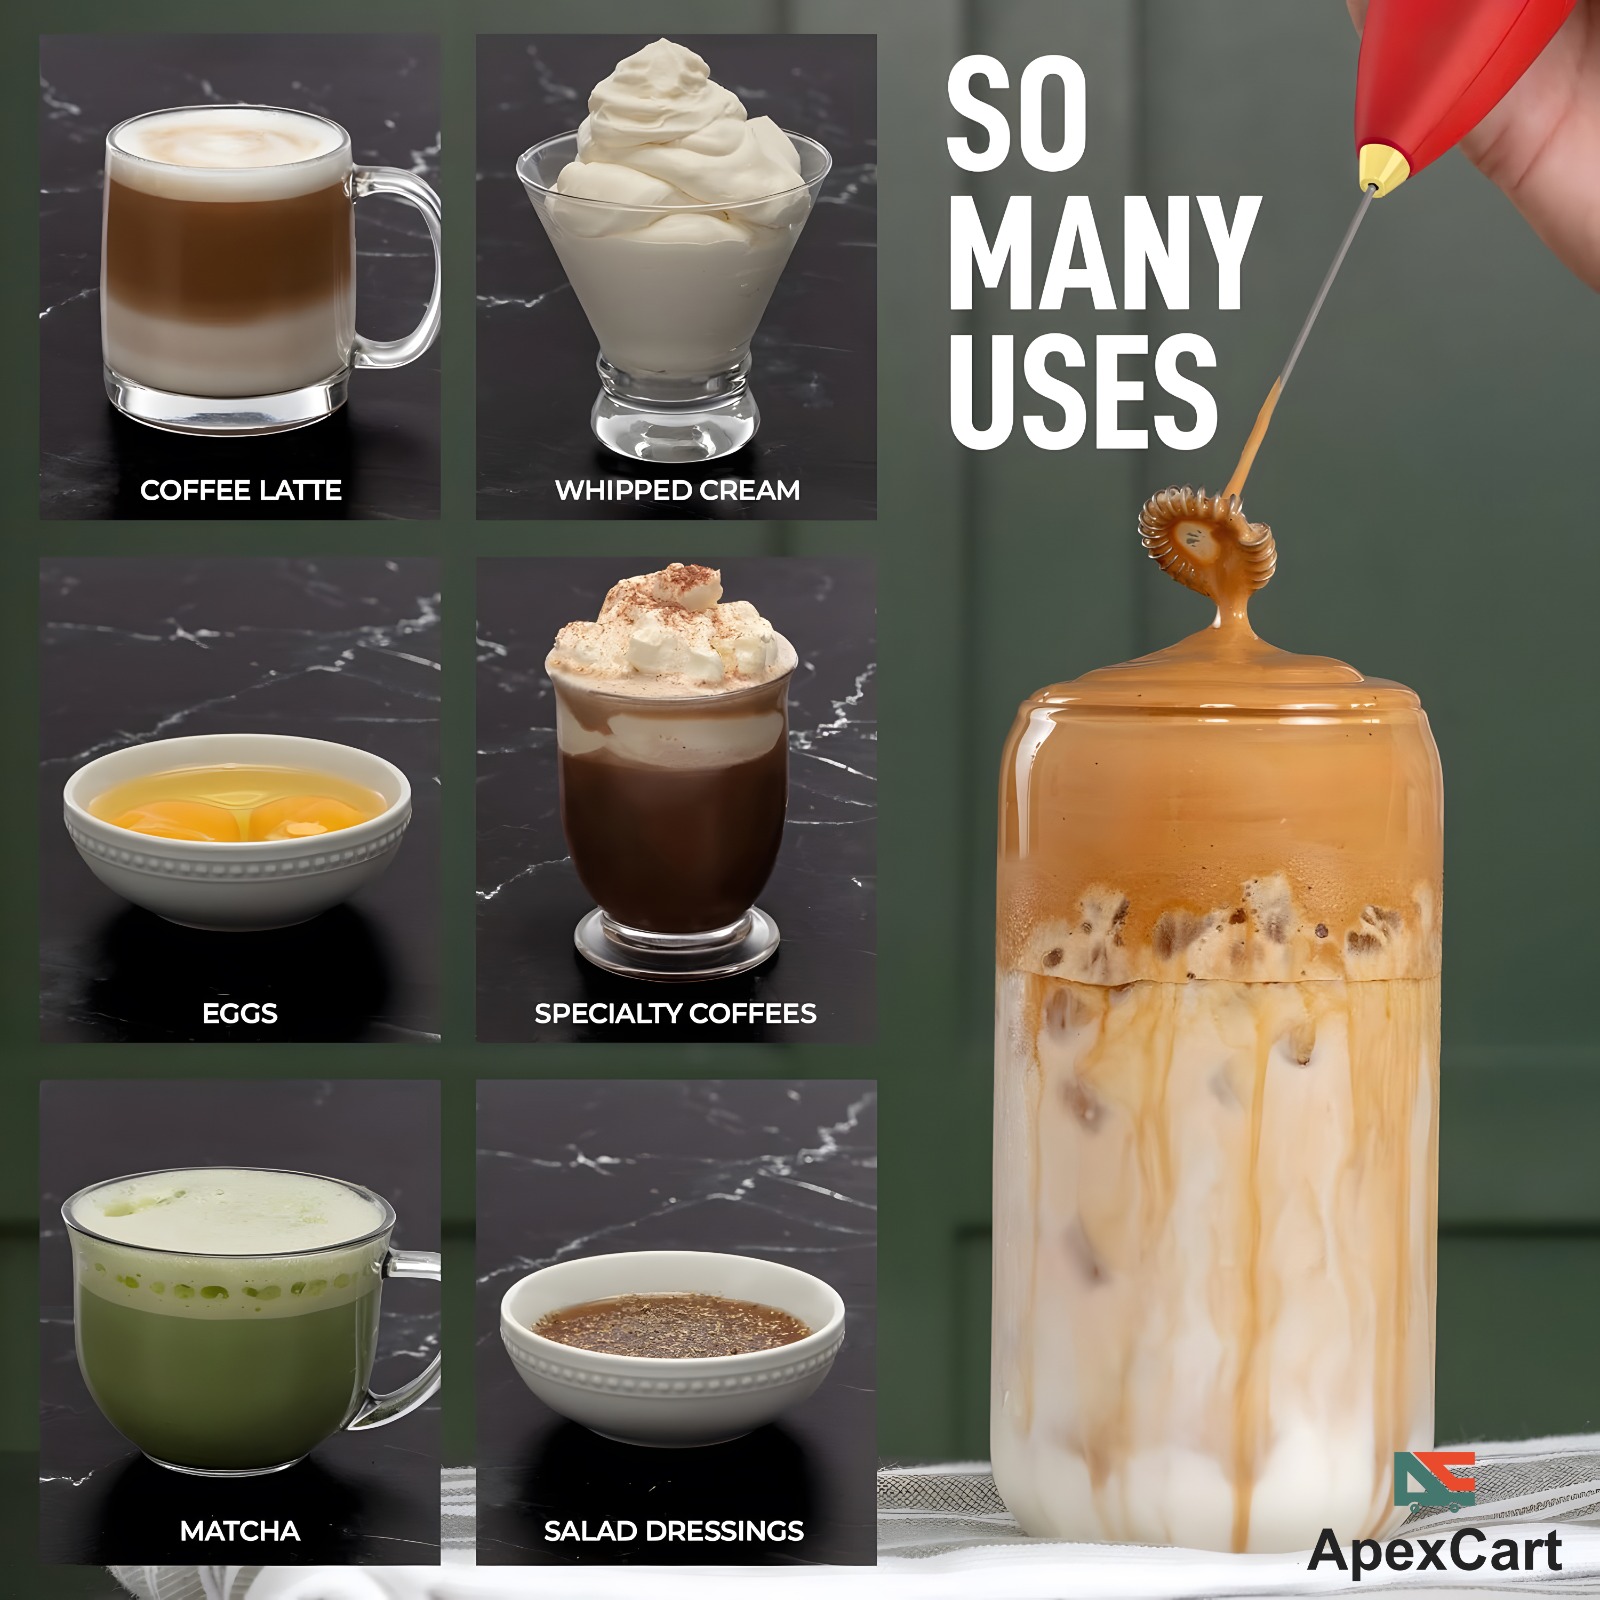 SO
MANY
USES
COFFEE LATTE
WHIPPED CREAM
EGGS
SPECIALTY COFFEES
MATCHA
SALAD DRESSINGS
ApexCart